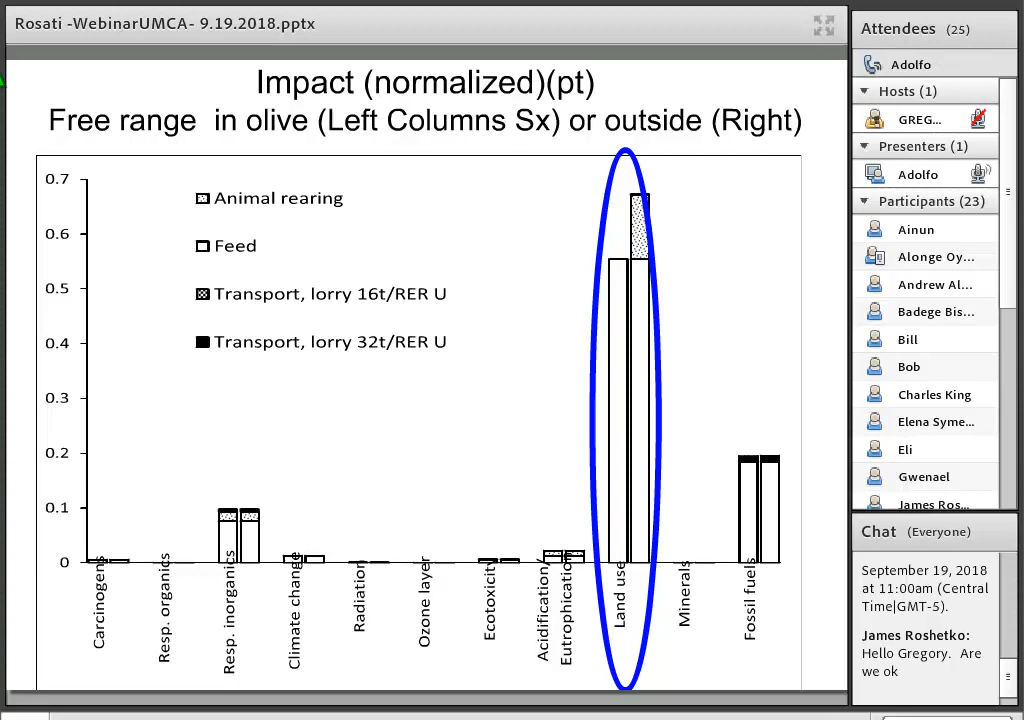 Rosati -WebinarUMCA- 9.19.2018.pptx
Impact (normalized)(pt)
Free range in olive (Left Columns Sx) or outside (Right)
0.7
0.6
0.5
0.4
0.3
0.2
0.1
0
Animal rearing
Feed
Transport, lorry 16t/RER U
Transport, lorry 32t/RER U
Carcinogens
Resp. organics
Resp. inorganics
Climate change
Radiation
Ozone layer
Ecotoxicity
Acidification/
Eutrophication
Land use
Minerals
Fossil fuels
Attendees (25)
Adolfo
Hosts (1)
GREG...
Presenters (1)
Adolfo
Participants (23)
Ainun
Alonge Oy...
Andrew Al...
Badege Bis...
Bill
Bob
Charles King
Elena Syme...
Eli
Gwenael
James Ros...
Chat (Everyone)
September 19, 2018
at 11:00am (Central
Time|GMT-5).
James Roshetko:
Hello Gregory. Are
we ok